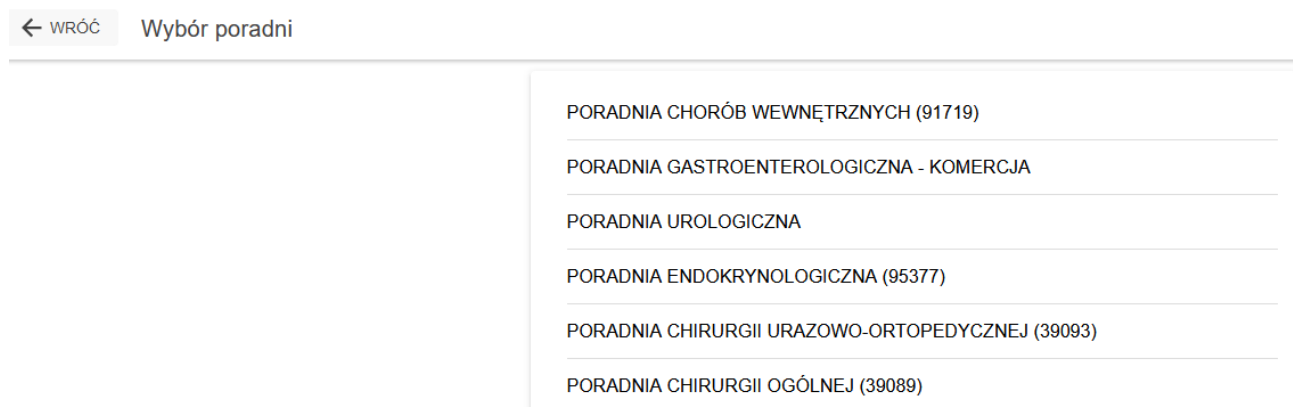 ← WRÓĆ Wybór poradni
PORADNIA CHORÓB WEWNĘTRZNYCH (91719)
PORADNIA GASTROENTEROLOGICZNA - KOMERCJA
PORADNIA UROLOGICZNA
PORADNIA ENDOKRYNOLOGICZNA (95377)
PORADNIA CHIRURGII URAZOWO-ORTOPEDYCZNEJ (39093)
PORADNIA CHIRURGII OGÓLNEJ (39089)